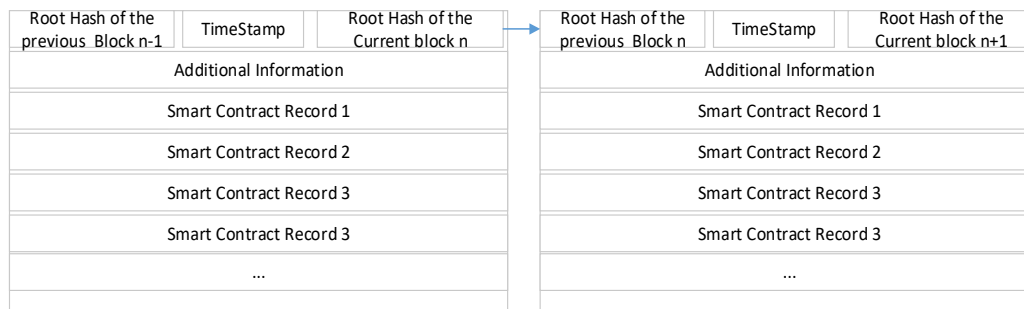 Root Hash of the
previous Block n-1
TimeStamp
Root Hash of the
Current block n
Additional Information
Smart Contract Record 1
Smart Contract Record 2
Smart Contract Record 3
Smart Contract Record 3
...
Root Hash of the
previous Block n
TimeStamp
Root Hash of the
Current block n+1
Additional Information
Smart Contract Record 1
Smart Contract Record 2
Smart Contract Record 3
Smart Contract Record 3
...